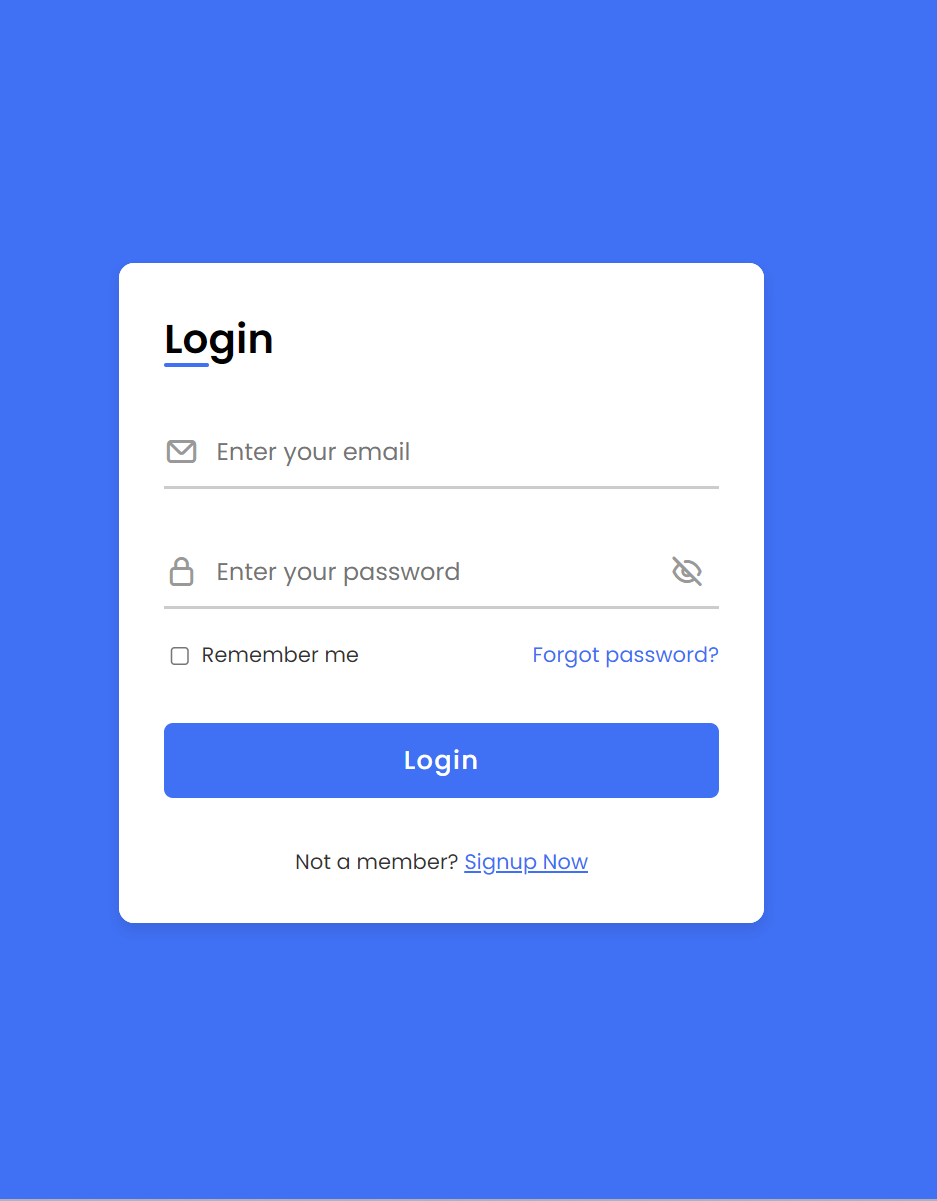 Login
Enter your email
Enter your password
Remember me Forgot password?
Login
Not a member? Signup Now